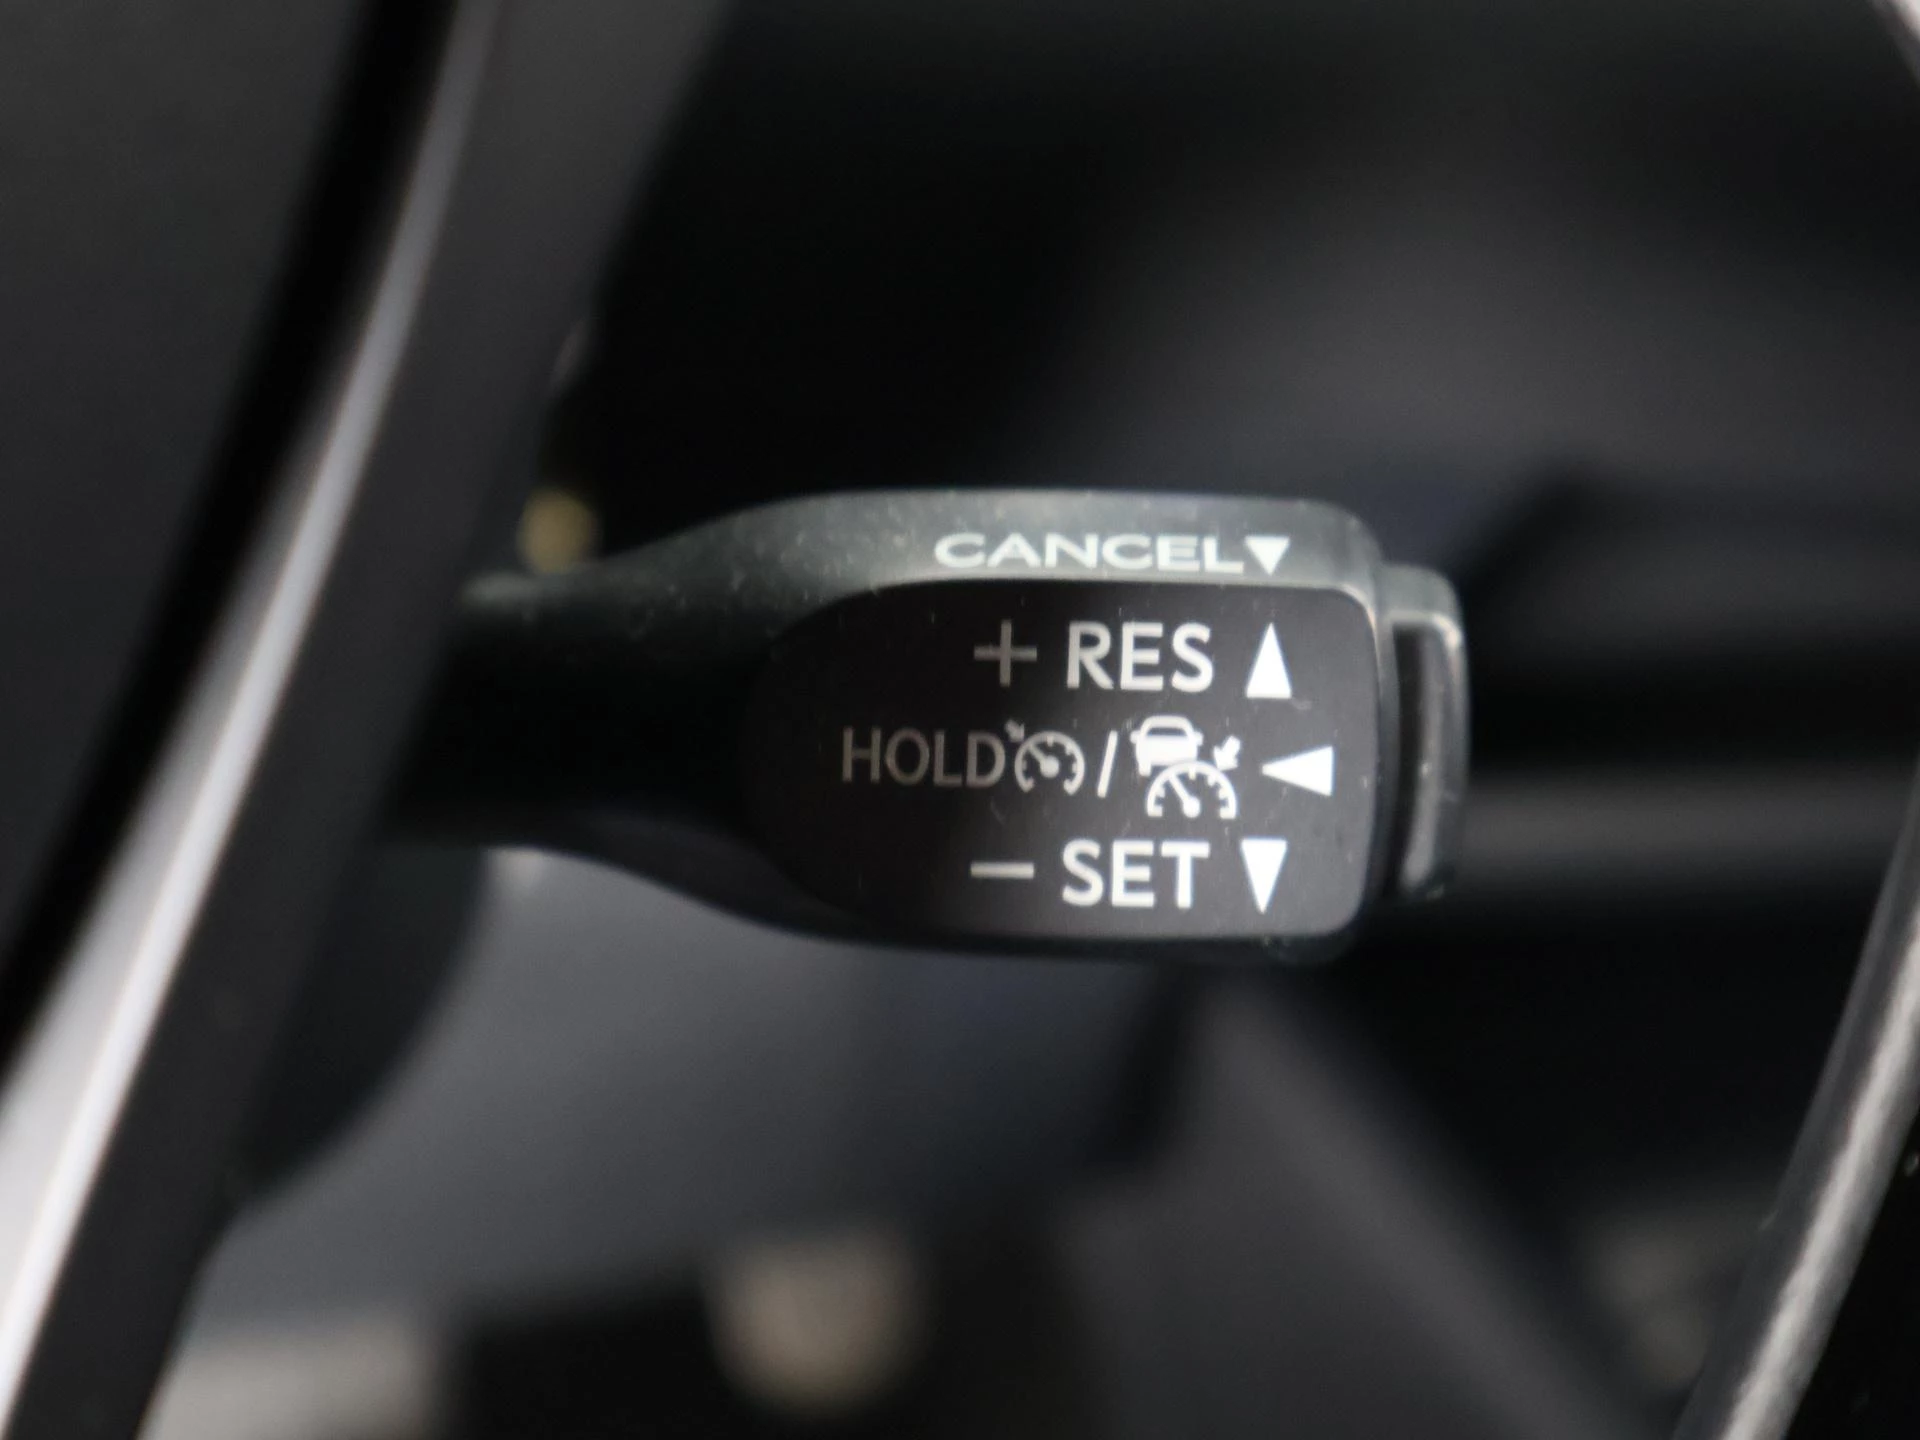 CANCEL▼
+ RES ▲
HOLD / ◀
− SET ▼